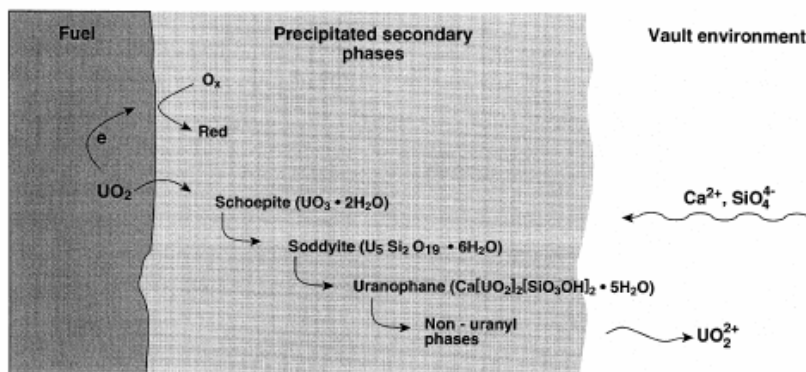 Fuel
Precipitated secondary
phases
Vault environment
Oₓ
Red
e
UO₂
Schoepite (UO₃ • 2H₂O)
Ca²⁺, SiO₄⁴⁻
Soddyite (U₅ Si₂ O₁₉ • 6H₂O)
Uranophane (Ca[UO₂]₂[SiO₃OH]₂ • 5H₂O)
Non - uranyl
phases
UO₂²⁺